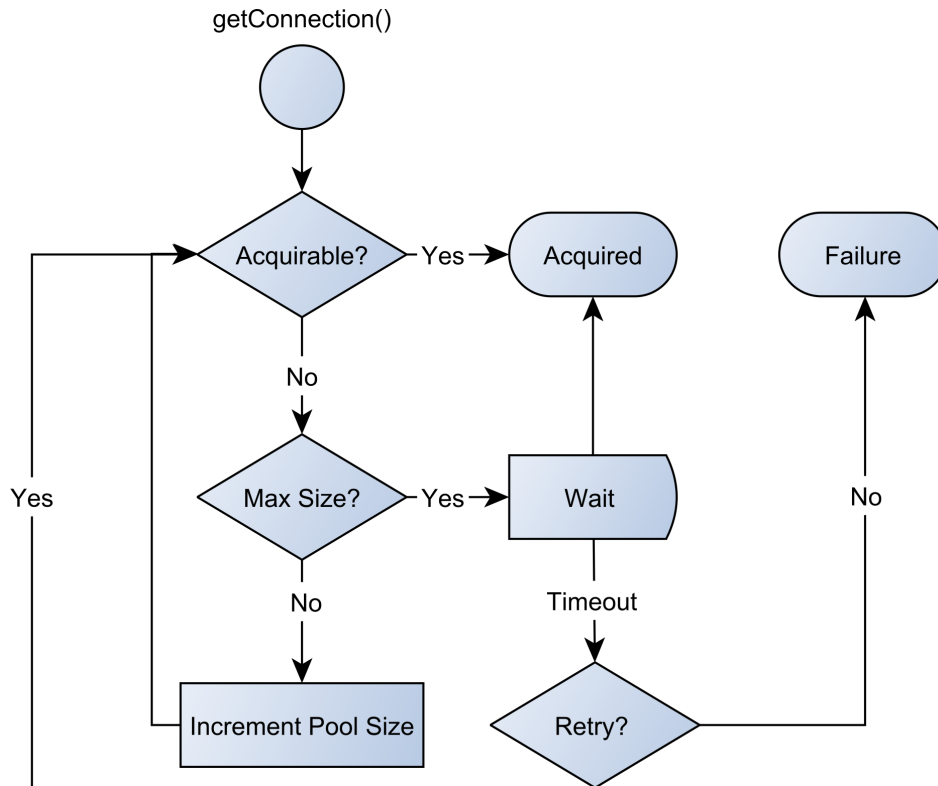 getConnection()
Acquirable?
Yes
Acquired
Failure
No
Max Size?
Yes
Wait
Yes
No
No
Timeout
Increment Pool Size
Retry?